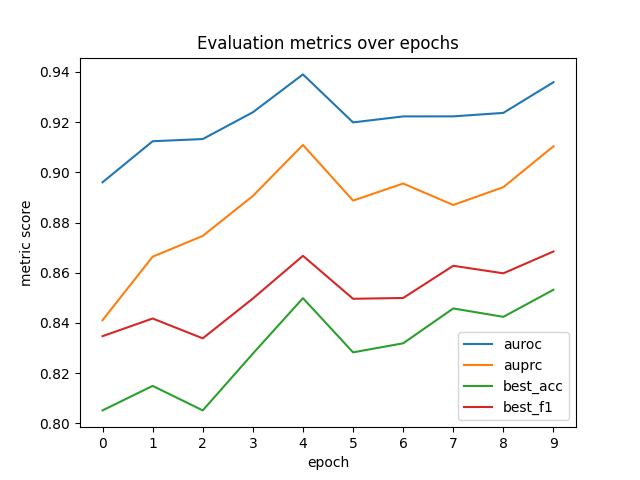 Evaluation metrics over epochs
metric score
0.94
0.92
0.90
0.88
0.86
0.84
0.82
0.80
auroc
auprc
best_acc
best_f1
0 1 2 3 4 5 6 7 8 9
epoch